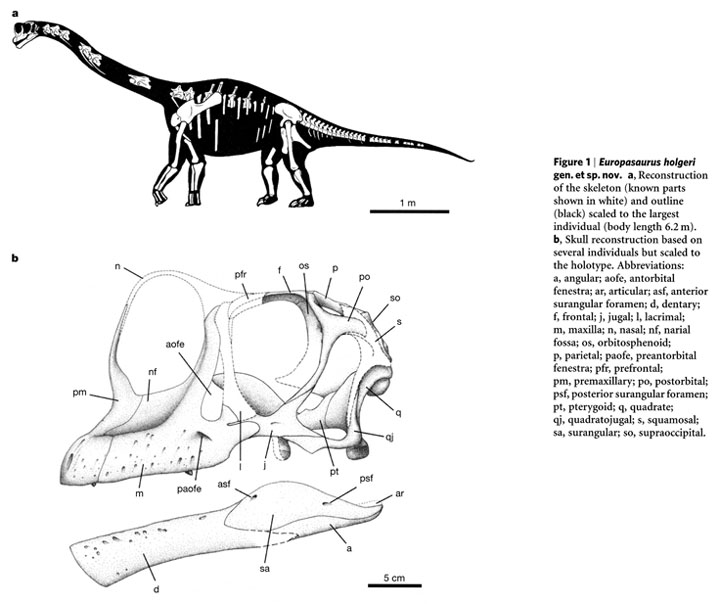 a
1 m
Figure 1 | Europasaurus holgeri
gen. et sp. nov. a, Reconstruction
of the skeleton (known parts
shown in white) and outline
(black) scaled to the largest
individual (body length 6.2 m).
b, Skull reconstruction based on
several individuals but scaled to
the holotype. Abbreviations:
a, angular; aofe, antorbital
fenestra; ar, articular; asf, anterior
surangular foramen; d, dentary;
f, frontal; j, jugal; l, lacrimal;
m, maxilla; n, nasal; nf, narial
fossa; os, orbitosphenoid;
p, parietal; paofe, preantorbital
fenestra; pfr, prefrontal;
pm, premaxillary; po, postorbital;
psf, posterior surangular foramen;
pt, pterygoid; q, quadrate;
qj, quadratojugal; s, squamosal;
sa, surangular; so, supraoccipital.
b
n
pfr
f
os
p
po
so
s
aofe
nf
pm
q
qj
m
paofe
l
j
pt
asf
psf
ar
sa
a
d
5 cm